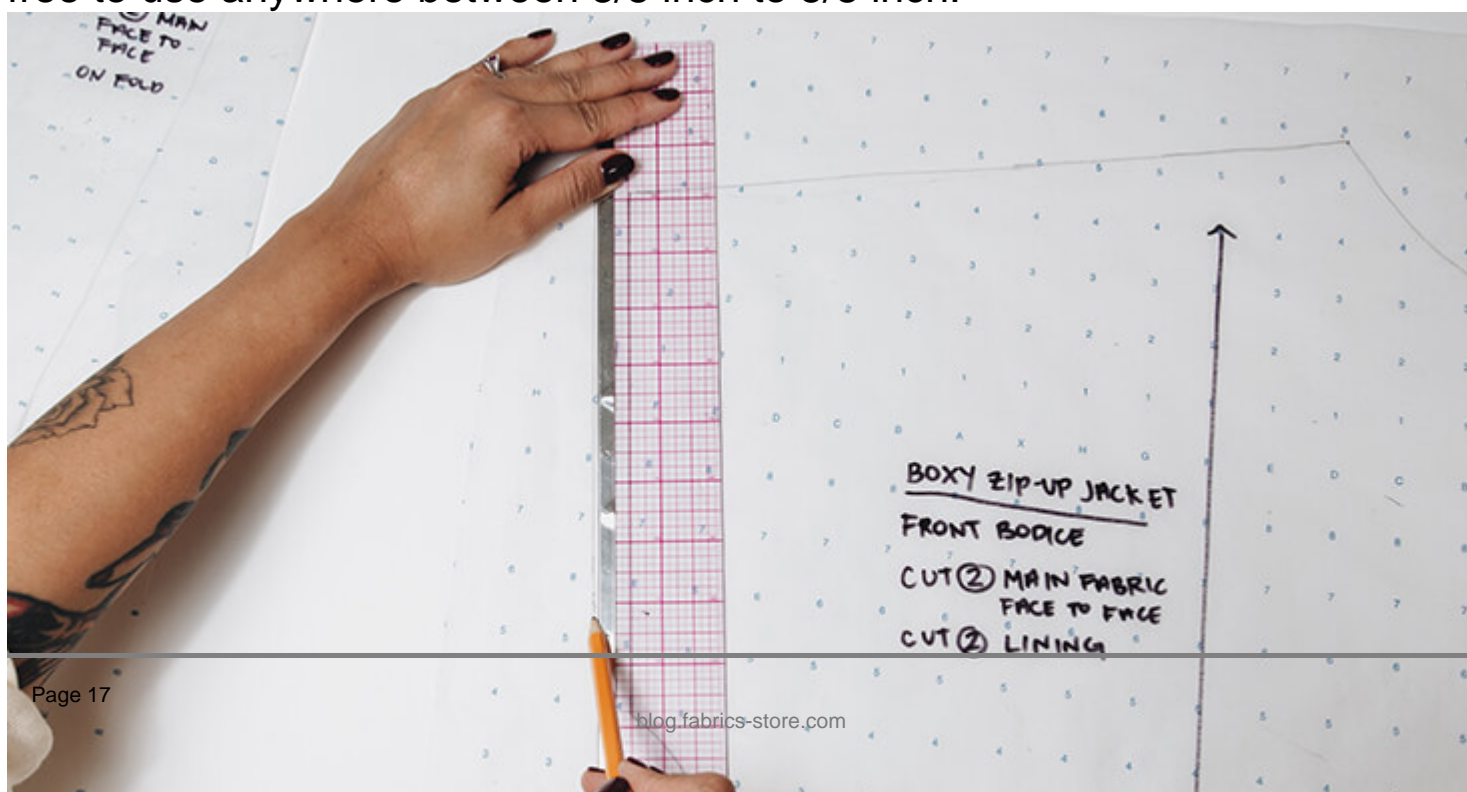 free to use anywhere between 3/8 inch to 5/8 inch.
② MAIN
FACE TO
FACE
ON FOLD
BOXY ZIP-UP JACKET
FRONT BODICE
CUT ② MAIN FABRIC
FACE TO FACE
CUT ② LINING
Page 17
blog.fabrics-store.com